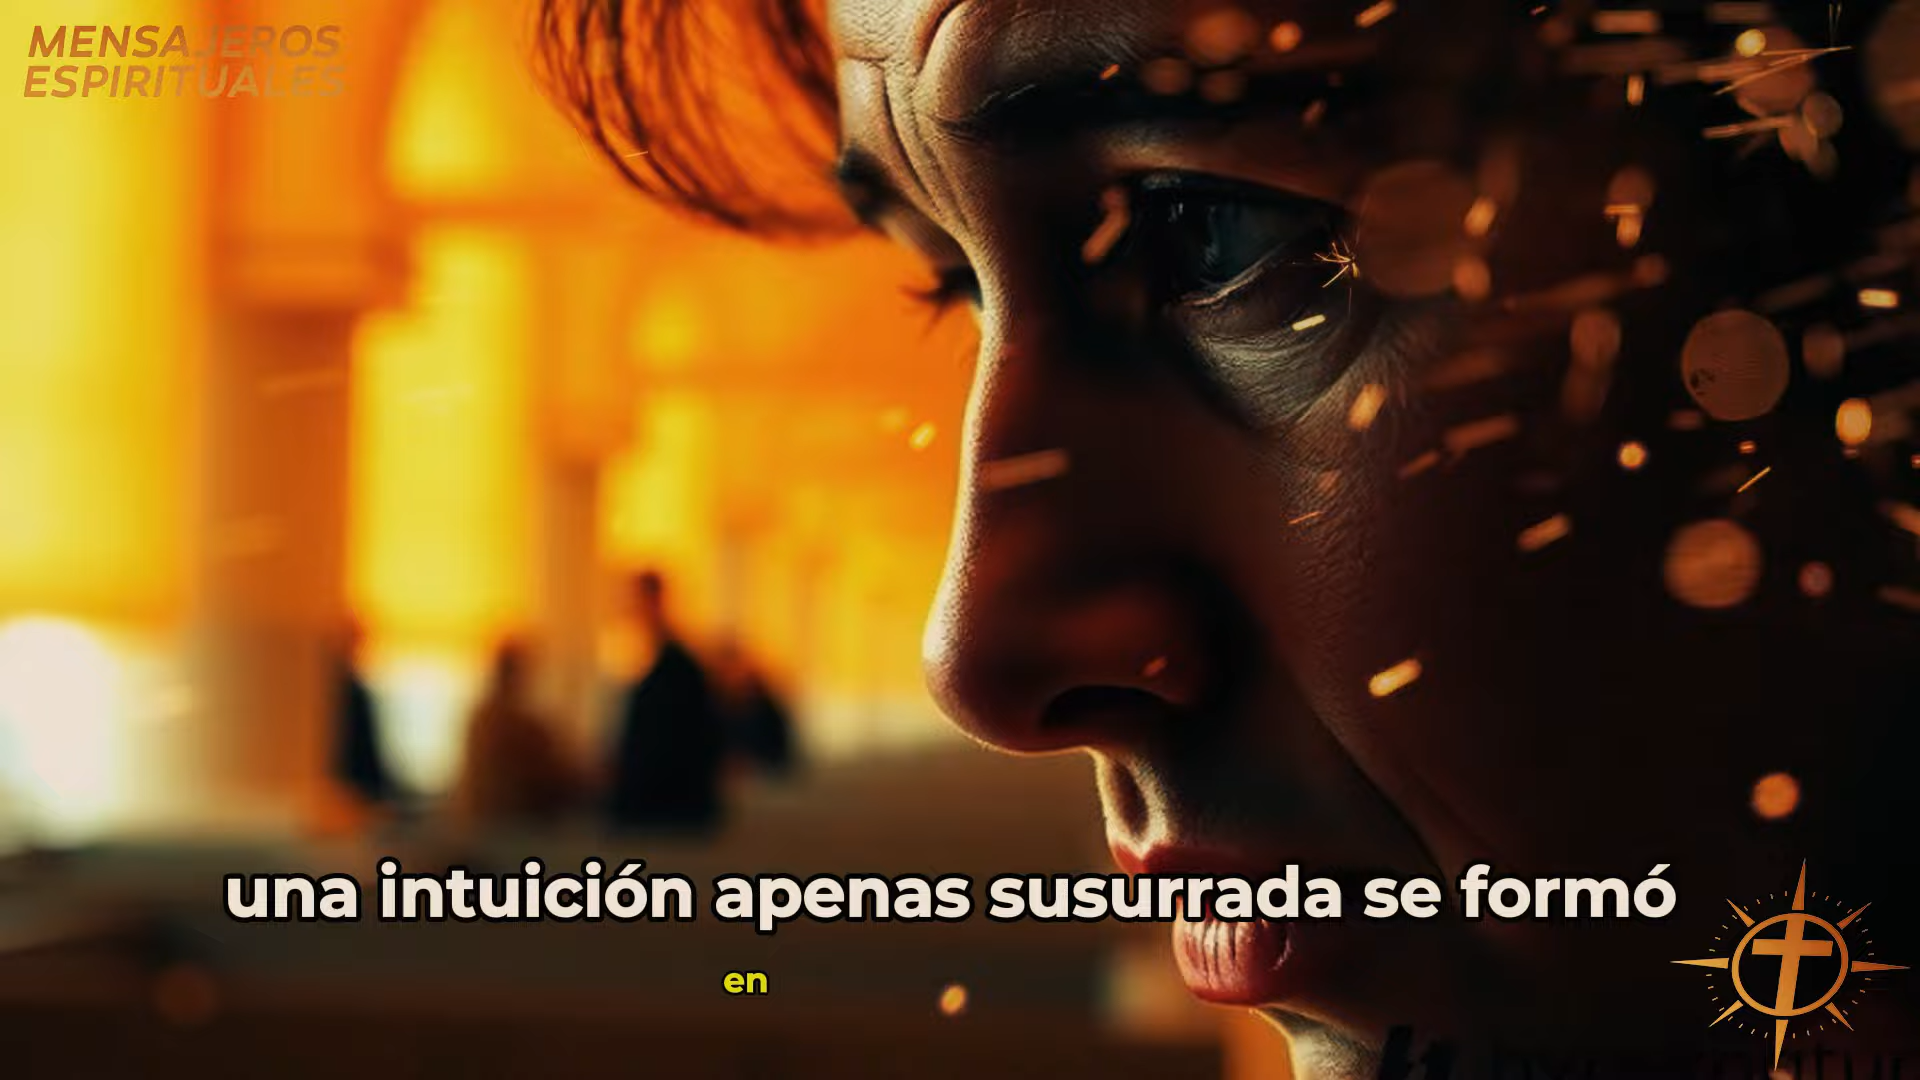 MENSAJEROS
ESPIRITUALES
una intuición apenas susurrada se formó
en